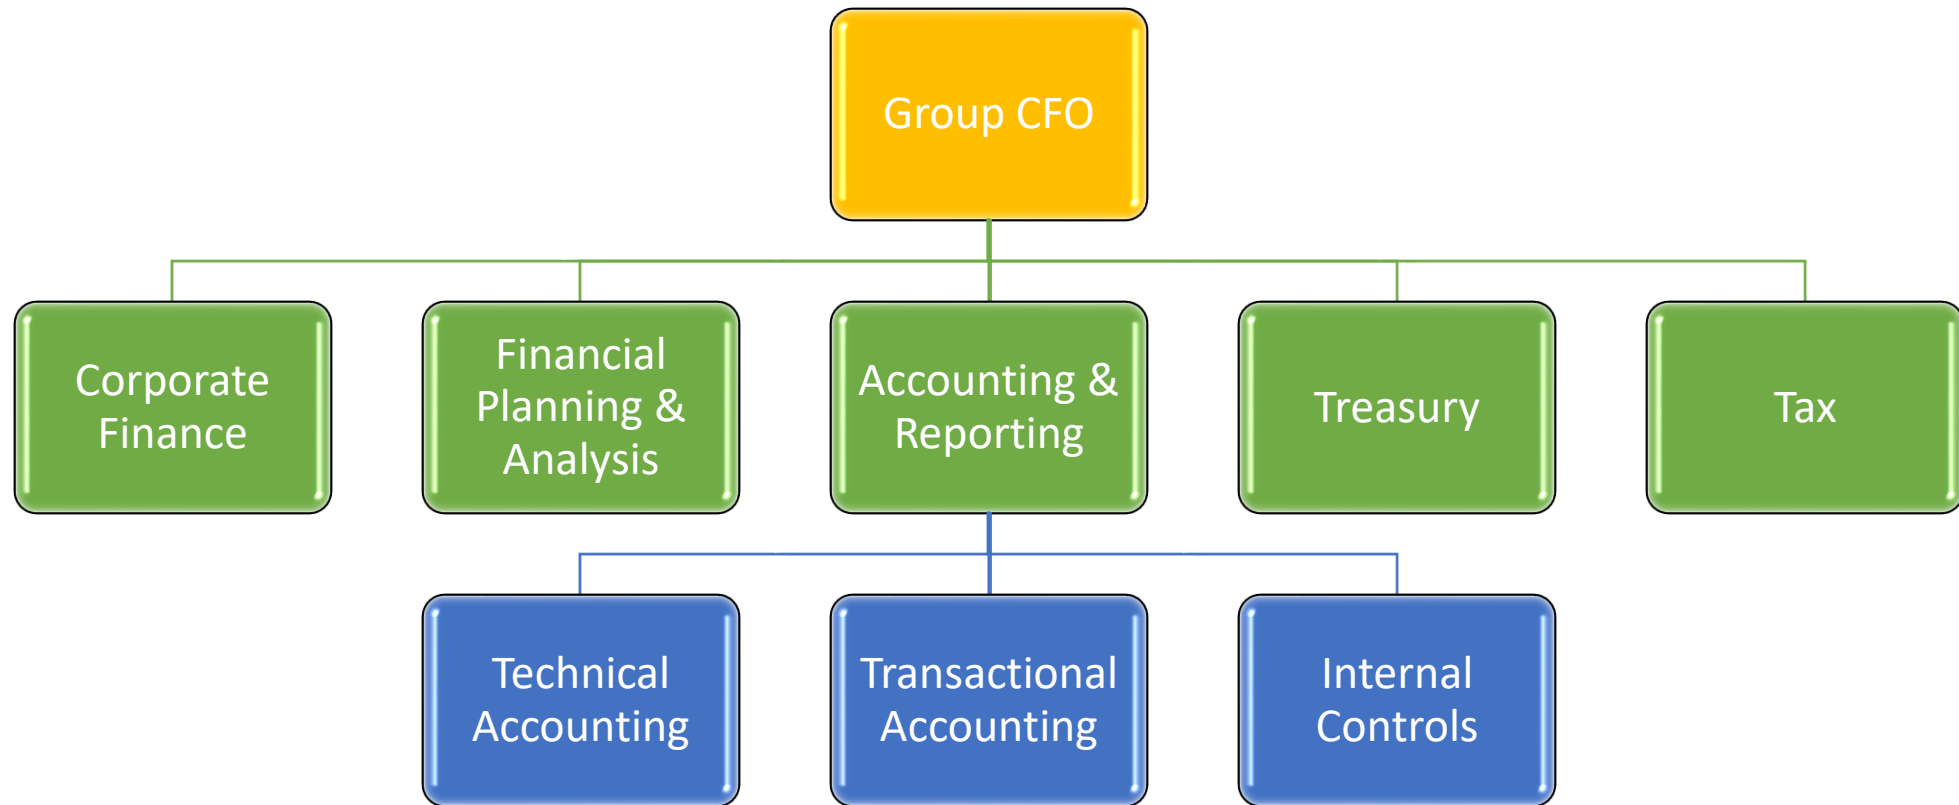 Group CFO
Corporate
Finance
Financial
Planning &
Analysis
Accounting &
Reporting
Treasury
Tax
Technical
Accounting
Transactional
Accounting
Internal
Controls